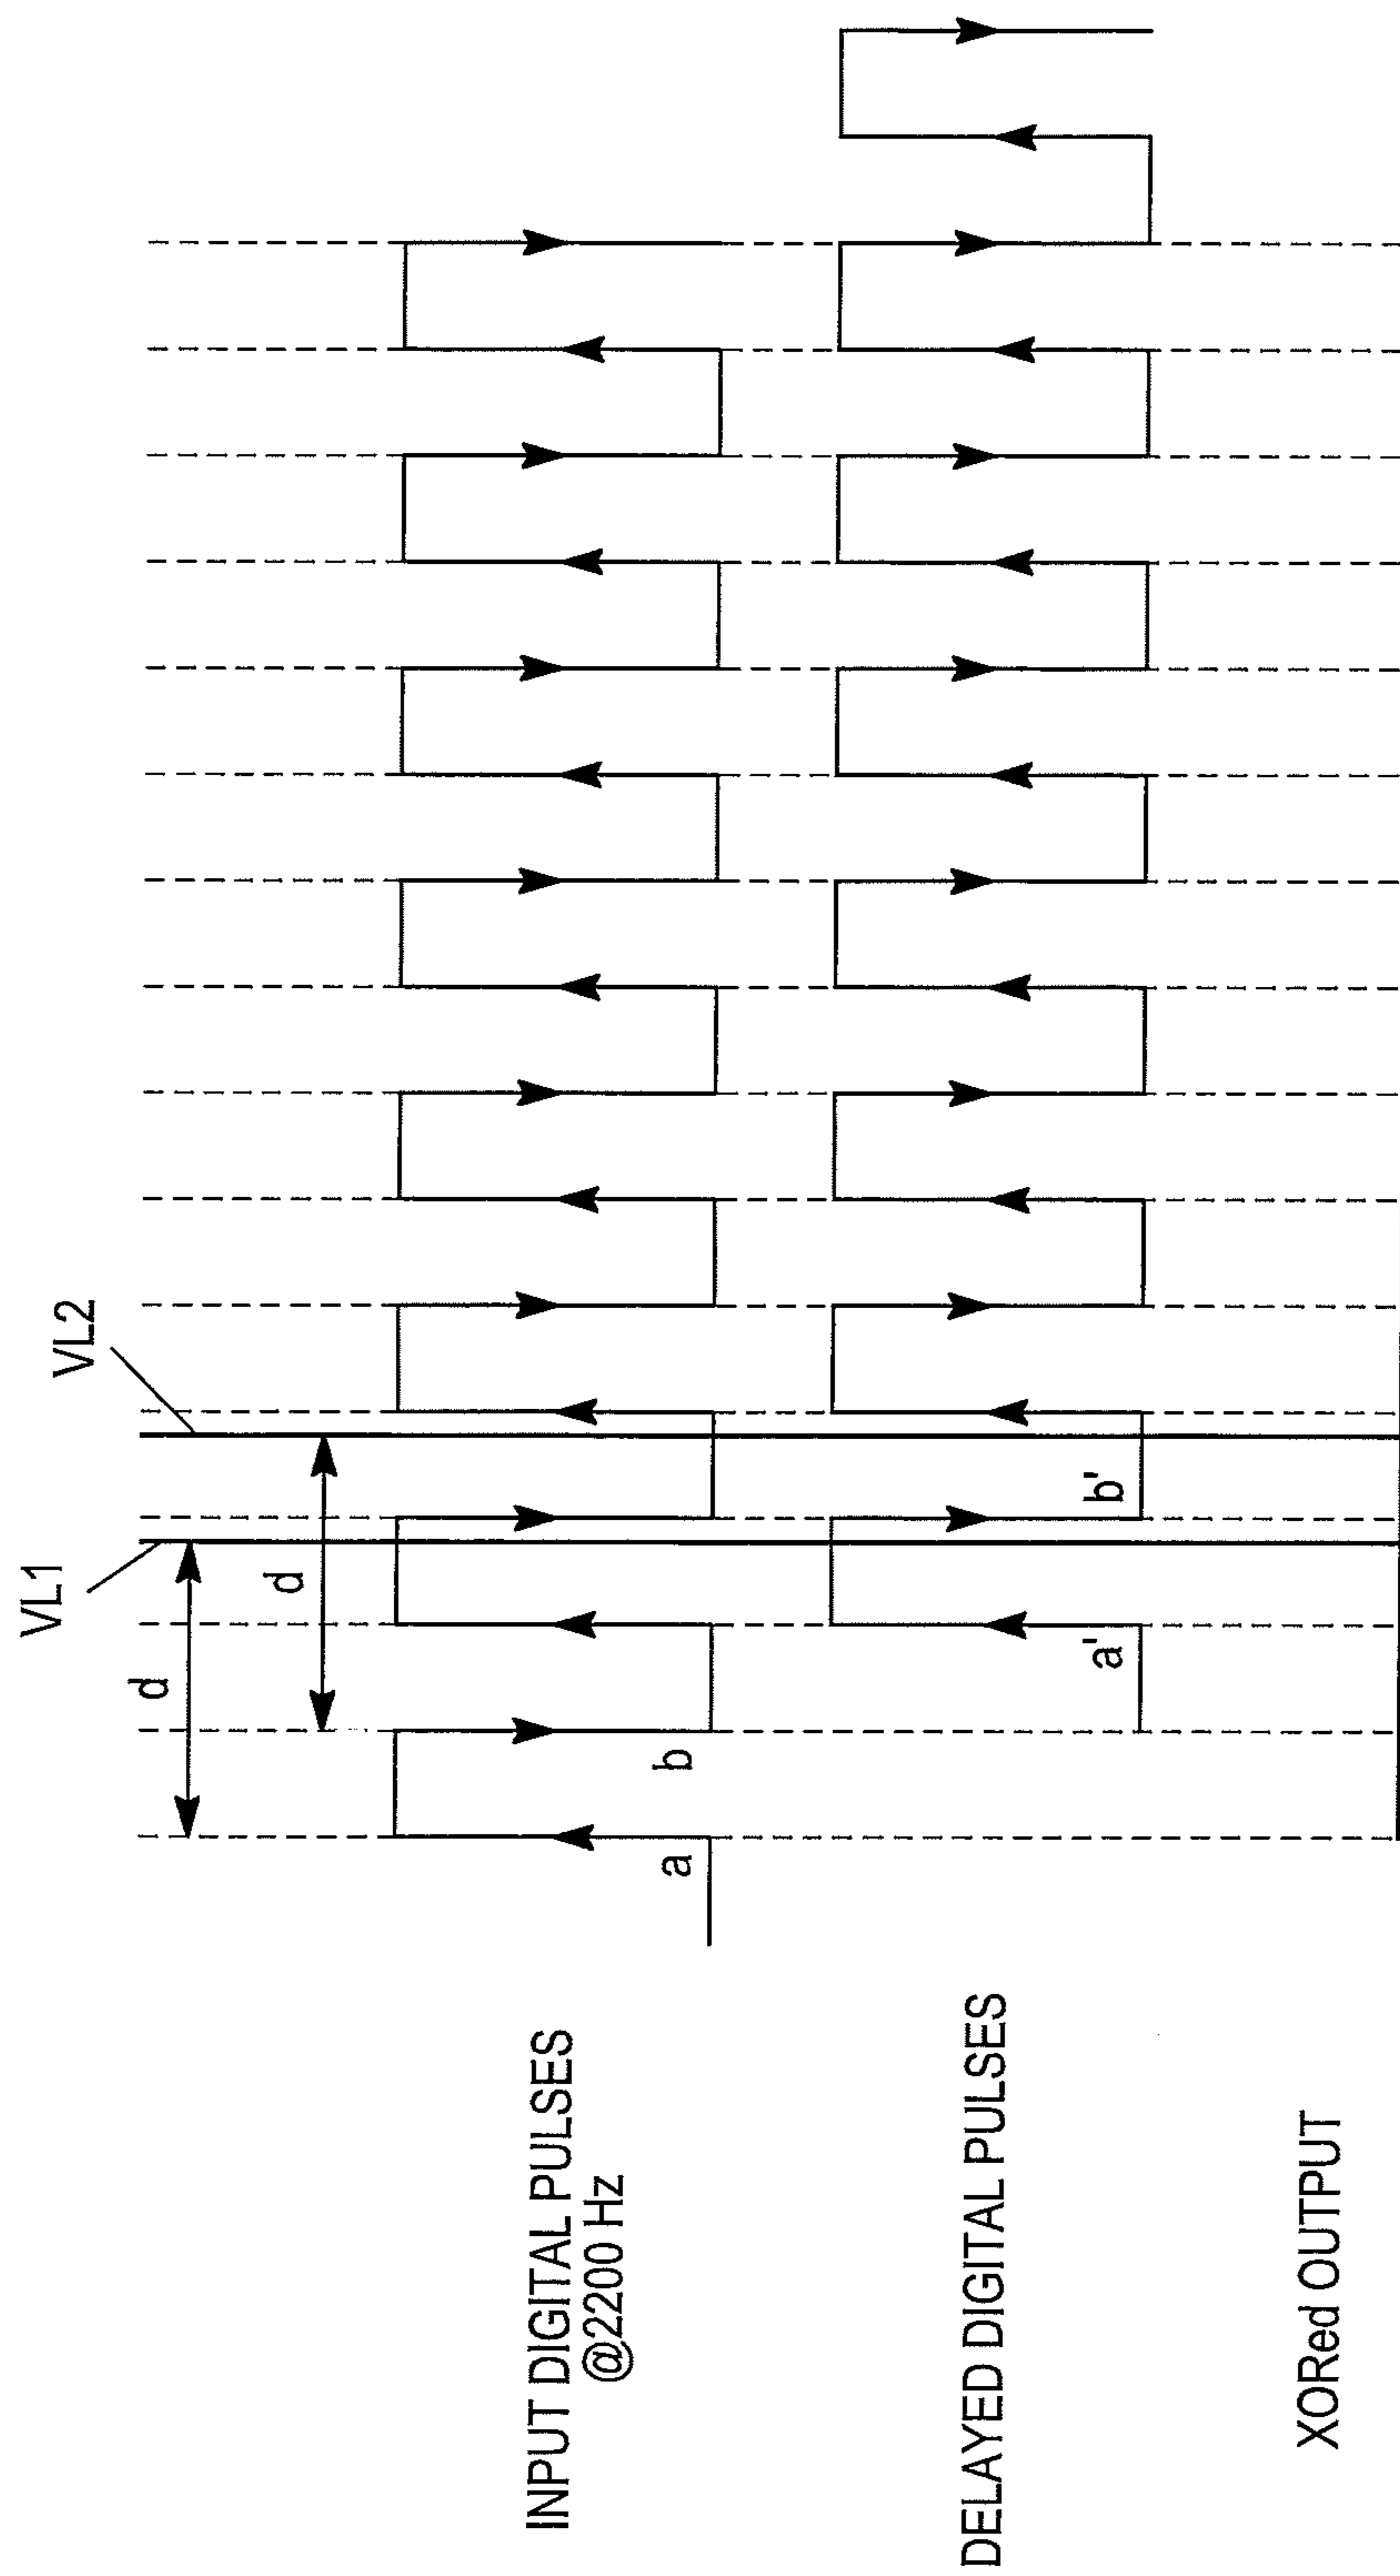 VL1
VL2
d
d
INPUT DIGITAL PULSES
@2200 Hz
a
b
DELAYED DIGITAL PULSES
a'
b'
XORed OUTPUT